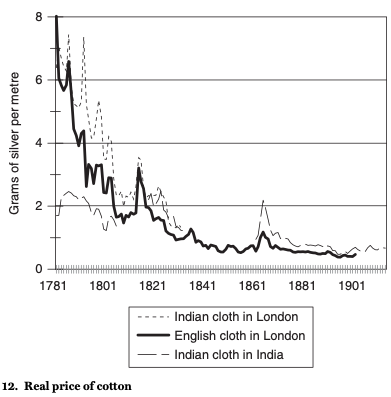 Grams of silver per metre
8
6
4
2
0
1781 1801 1821 1841 1861 1881 1901
Indian cloth in London
English cloth in London
Indian cloth in India
12. Real price of cotton